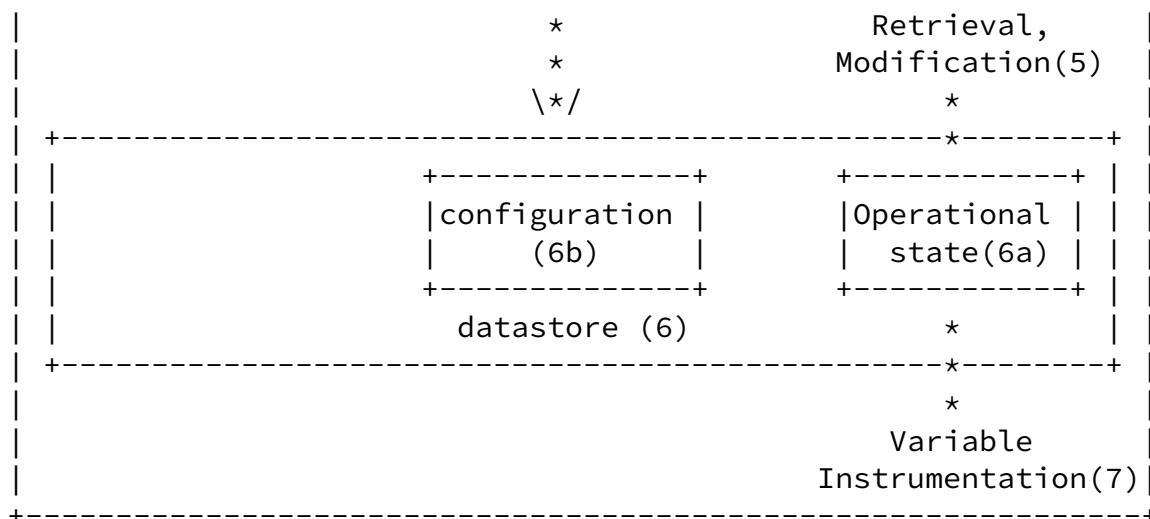 |                             *                 Retrieval,     |
|                             *               Modification(5)  |
|                            \*/                    *          |
| +-------------------------------------------------*--------+ |
| |                    +--------------+       +------------+ | |
| |                    |configuration |       |Operational | | |
| |                    |     (6b)     |       |  state(6a) | | |
| |                    +--------------+       +------------+ | |
| |                      datastore (6)              *        | |
| +-------------------------------------------------*--------+ |
|                                                   *          |
|                                                Variable      |
|                                            Instrumentation(7)|
+--------------------------------------------------------------+